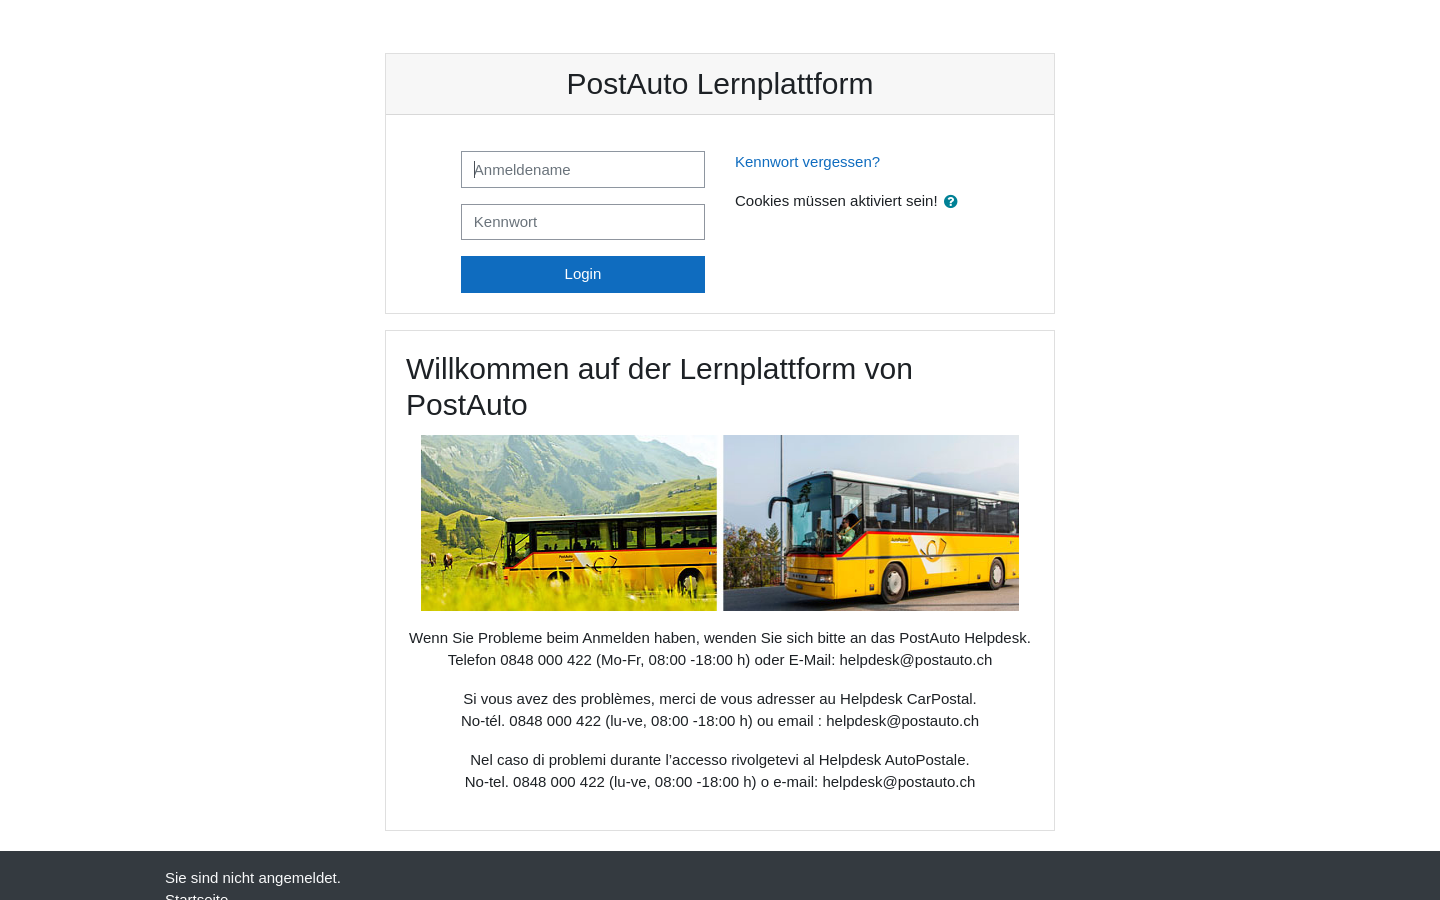 PostAuto Lernplattform
Anmeldename
Kennwort vergessen?
Cookies müssen aktiviert sein!
Kennwort
Login
Willkommen auf der Lernplattform von
PostAuto
Wenn Sie Probleme beim Anmelden haben, wenden Sie sich bitte an das PostAuto Helpdesk.
Telefon 0848 000 422 (Mo-Fr, 08:00 -18:00 h) oder E-Mail: helpdesk@postauto.ch
Si vous avez des problèmes, merci de vous adresser au Helpdesk CarPostal.
No-tél. 0848 000 422 (lu-ve, 08:00 -18:00 h) ou email : helpdesk@postauto.ch
Nel caso di problemi durante l’accesso rivolgetevi al Helpdesk AutoPostale.
No-tel. 0848 000 422 (lu-ve, 08:00 -18:00 h) o e-mail: helpdesk@postauto.ch
Sie sind nicht angemeldet.
Startseite